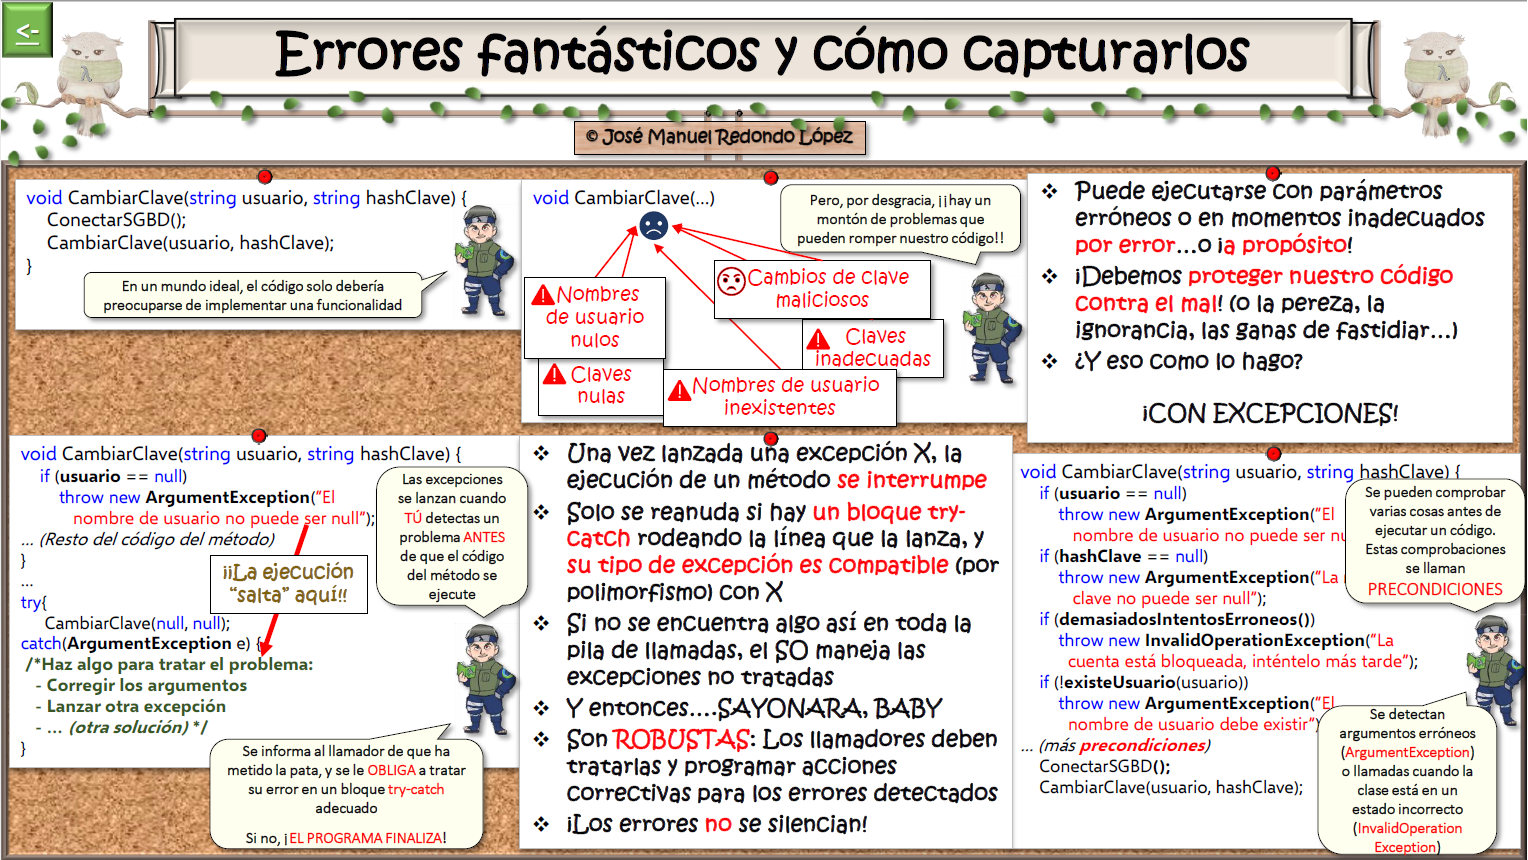 <-
Errores fantásticos y cómo capturarlos
© José Manuel Redondo López
void CambiarClave(string usuario, string hashClave) {
ConectarSGBD();
CambiarClave(usuario, hashClave);
}
En un mundo ideal, el código solo debería
preocuparse de implementar una funcionalidad
void CambiarClave(...)
Pero, por desgracia, ¡¡hay un
montón de problemas que
pueden romper nuestro código!!
Nombres
de usuario
nulos
Cambios de clave
maliciosos
Claves
inadecuadas
Claves
nulas
Nombres de usuario
inexistentes
❖ Puede ejecutarse con parámetros
erróneos o en momentos inadecuados
por error...o ¡a propósito!
❖ ¡Debemos proteger nuestro código
contra el mal! (o la pereza, la
ignorancia, las ganas de fastidiar...)
❖ ¿Y eso como lo hago?
¡CON EXCEPCIONES!
void CambiarClave(string usuario, string hashClave) {
if (usuario == null)
throw new ArgumentException("El
nombre de usuario no puede ser null");
... (Resto del código del método)
}
...
try{
CambiarClave(null, null);
catch(ArgumentException e) {
/*Haz algo para tratar el problema:
- Corregir los argumentos
- Lanzar otra excepción
- ... (otra solución) */
}
¡¡La ejecución
"salta" aquí!!
Las excepciones
se lanzan cuando
TÚ detectas un
problema ANTES
de que el código
del método se
ejecute
Se informa al llamador de que ha
metido la pata, y se le OBLIGA a tratar
su error en un bloque try-catch
adecuado
Si no, ¡EL PROGRAMA FINALIZA!
❖ Una vez lanzada una excepción X, la
ejecución de un método se interrumpe
❖ Solo se reanuda si hay un bloque try-
catch rodeando la línea que la lanza, y
su tipo de excepción es compatible (por
polimorfismo) con X
❖ Si no se encuentra algo así en toda la
pila de llamadas, el SO maneja las
excepciones no tratadas
❖ Y entonces....SAYONARA, BABY
❖ Son ROBUSTAS: Los llamadores deben
tratarlas y programar acciones
correctivas para los errores detectados
❖ ¡Los errores no se silencian!
void CambiarClave(string usuario, string hashClave) {
if (usuario == null)
throw new ArgumentException("El
nombre de usuario no puede ser
if (hashClave == null)
throw new ArgumentException("La
clave no puede ser null");
if (demasiadosIntentosErroneos())
throw new InvalidOperationException("La
cuenta está bloqueada, inténtelo más tarde");
if (!existeUsuario(usuario))
throw new ArgumentException("El
nombre de usuario debe existir")
... (más precondiciones)
ConectarSGBD();
CambiarClave(usuario, hashClave);
Se pueden comprobar
varias cosas antes de
ejecutar un código.
Estas comprobaciones
se llaman
PRECONDICIONES
Se detectan
argumentos erróneos
(ArgumentException)
o llamadas cuando la
clase está en un
estado incorrecto
(InvalidOperation
Exception)